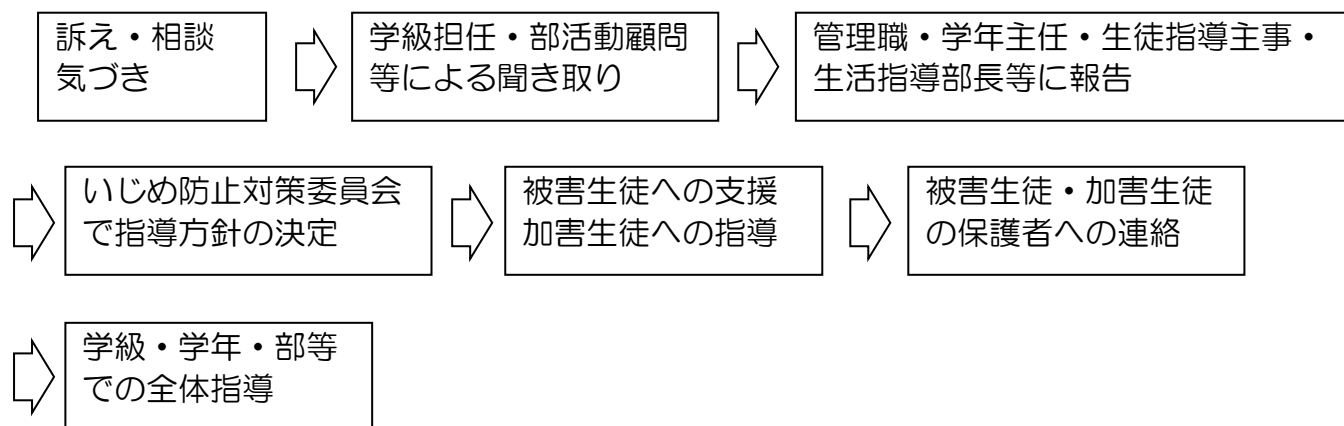 訴え・相談
気づき
学級担任・部活動顧問
等による聞き取り
管理職・学年主任・生徒指導主事・
生活指導部長等に報告
いじめ防止対策委員会
で指導方針の決定
被害生徒への支援
加害生徒への指導
被害生徒・加害生徒
の保護者への連絡
学級・学年・部等
での全体指導